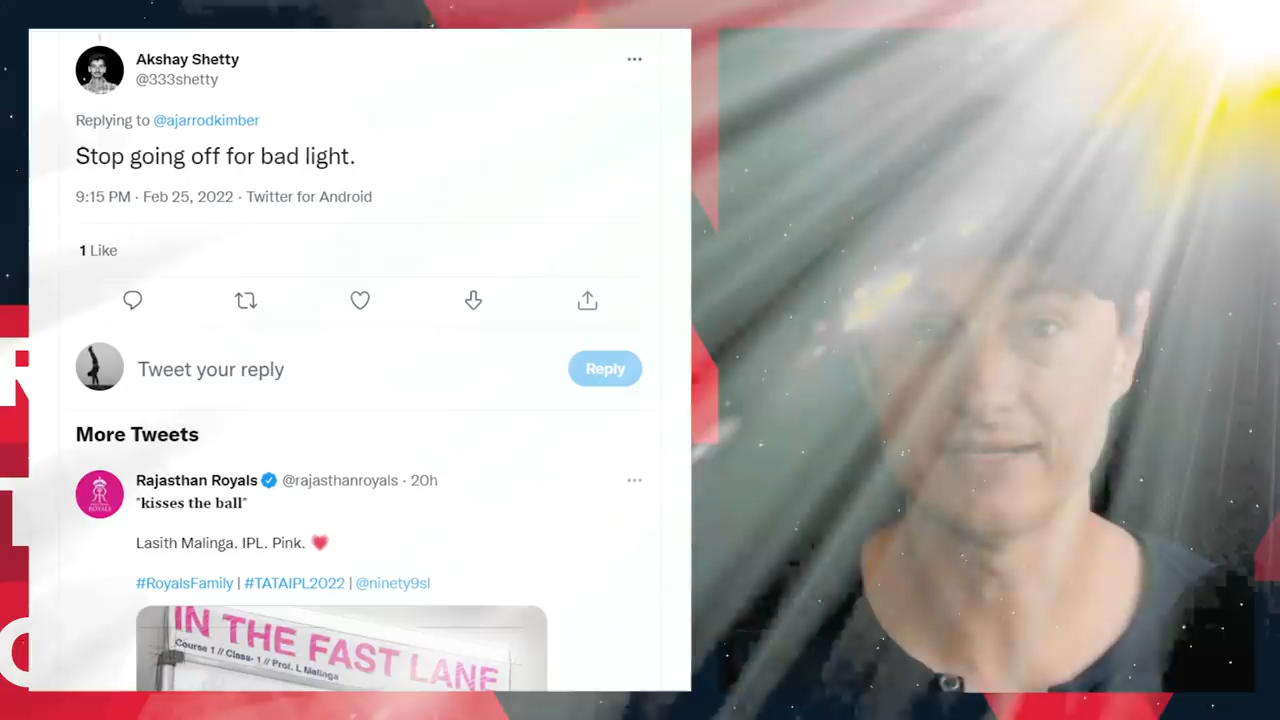 Akshay Shetty
@333shetty
Replying to @ajarrodkimber
Stop going off for bad light.
9:15 PM · Feb 25, 2022 · Twitter for Android
1 Like
Tweet your reply
Reply
More Tweets
Rajasthan Royals @rajasthanroyals · 20h
*kisses the ball*
Lasith Malinga. IPL. Pink. 💗
#RoyalsFamily | #TATAIPL2022 | @ninety9sl
IN THE FAST LANE
Course 1 // Class- 1 // Prof. L Malinga